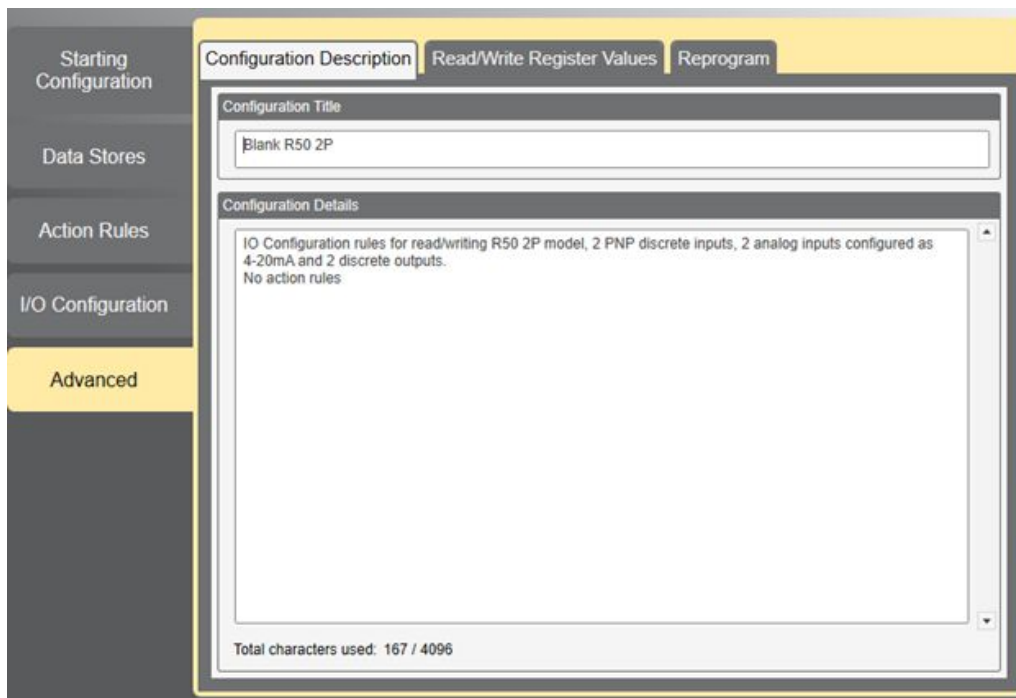 Starting
Configuration
Data Stores
Action Rules
I/O Configuration
Advanced
Configuration Description
Read/Write Register Values
Reprogram
Configuration Title
Blank R50 2P
Configuration Details
IO Configuration rules for read/writing R50 2P model, 2 PNP discrete inputs, 2 analog inputs configured as
4-20mA and 2 discrete outputs.
No action rules
Total characters used: 167 / 4096